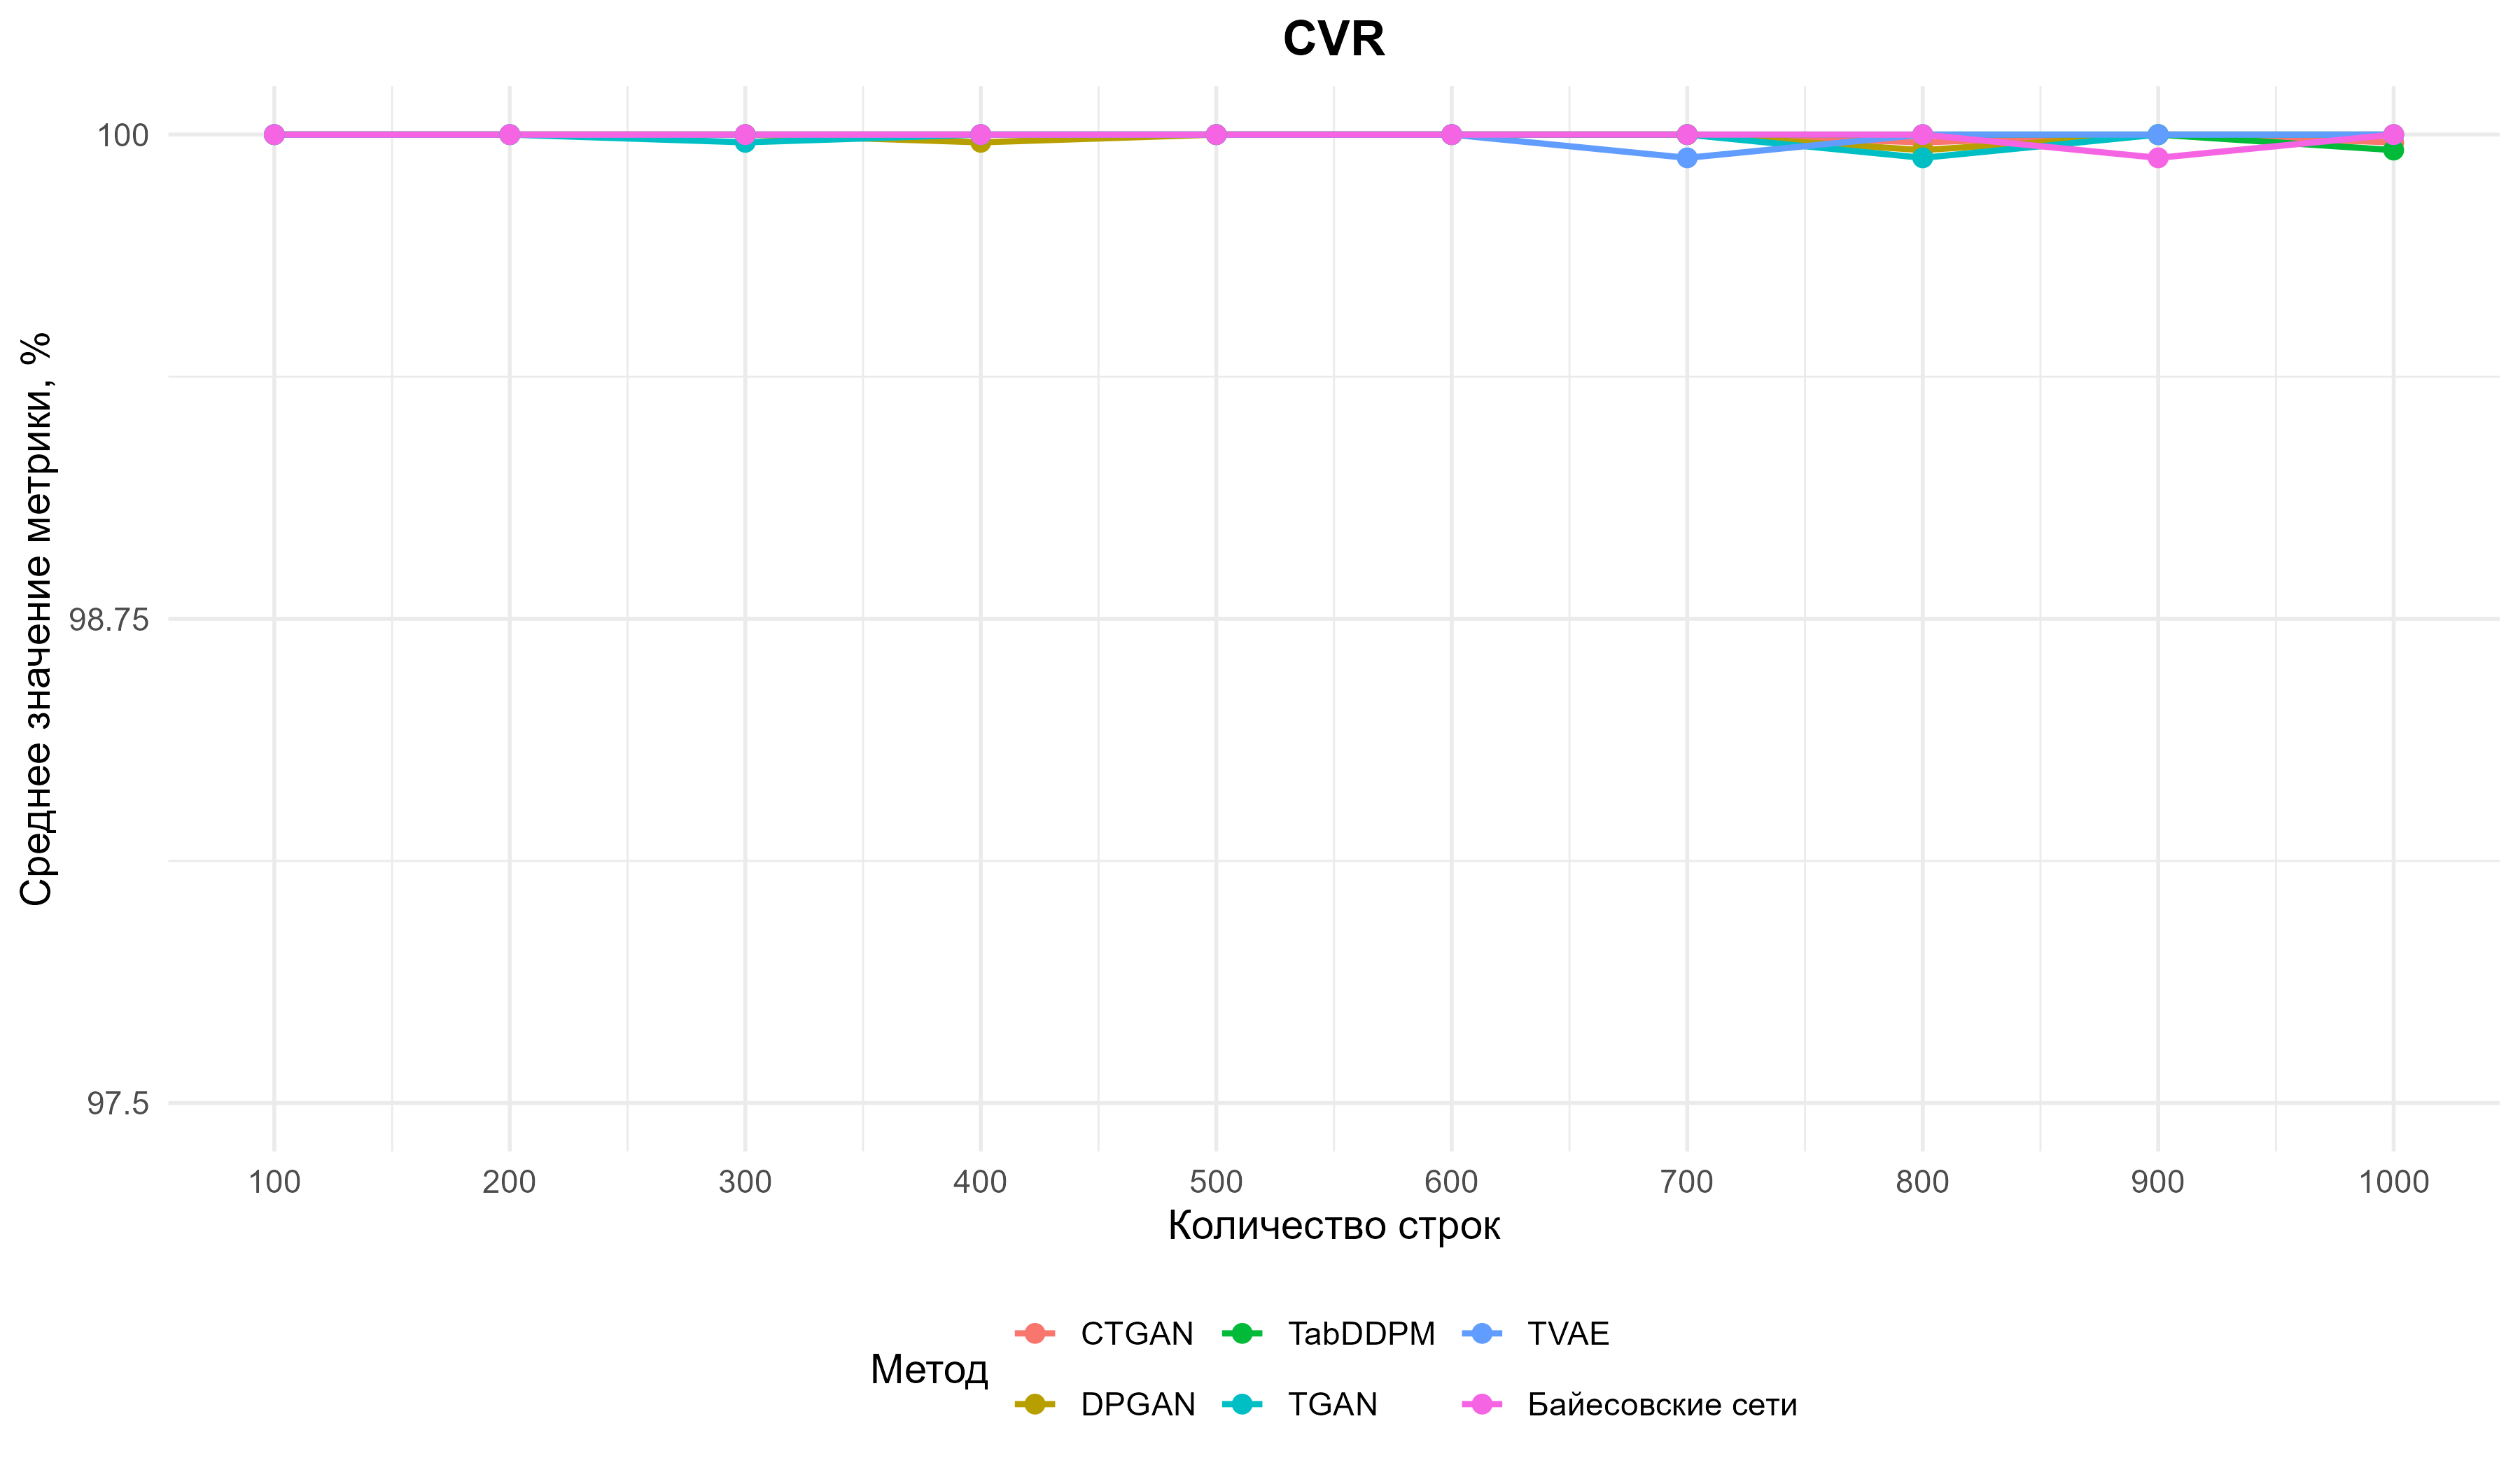 CVR
Среднее значение метрики, %
100
98.75
97.5
100 200 300 400 500 600 700 800 900 1000
Количество строк
Метод
CTGAN TabDDPM TVAE
DPGAN TGAN Байесовские сети